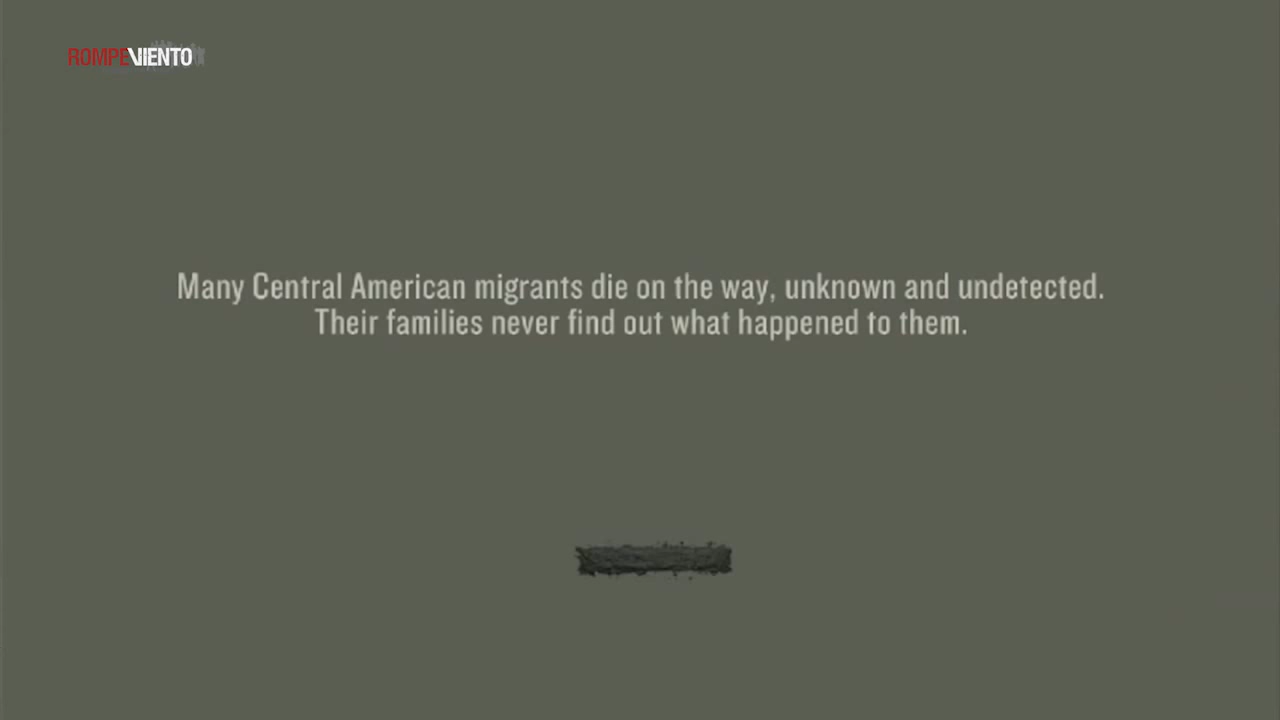 ROMPEVIENTO
Many Central American migrants die on the way, unknown and undetected.
Their families never find out what happened to them.